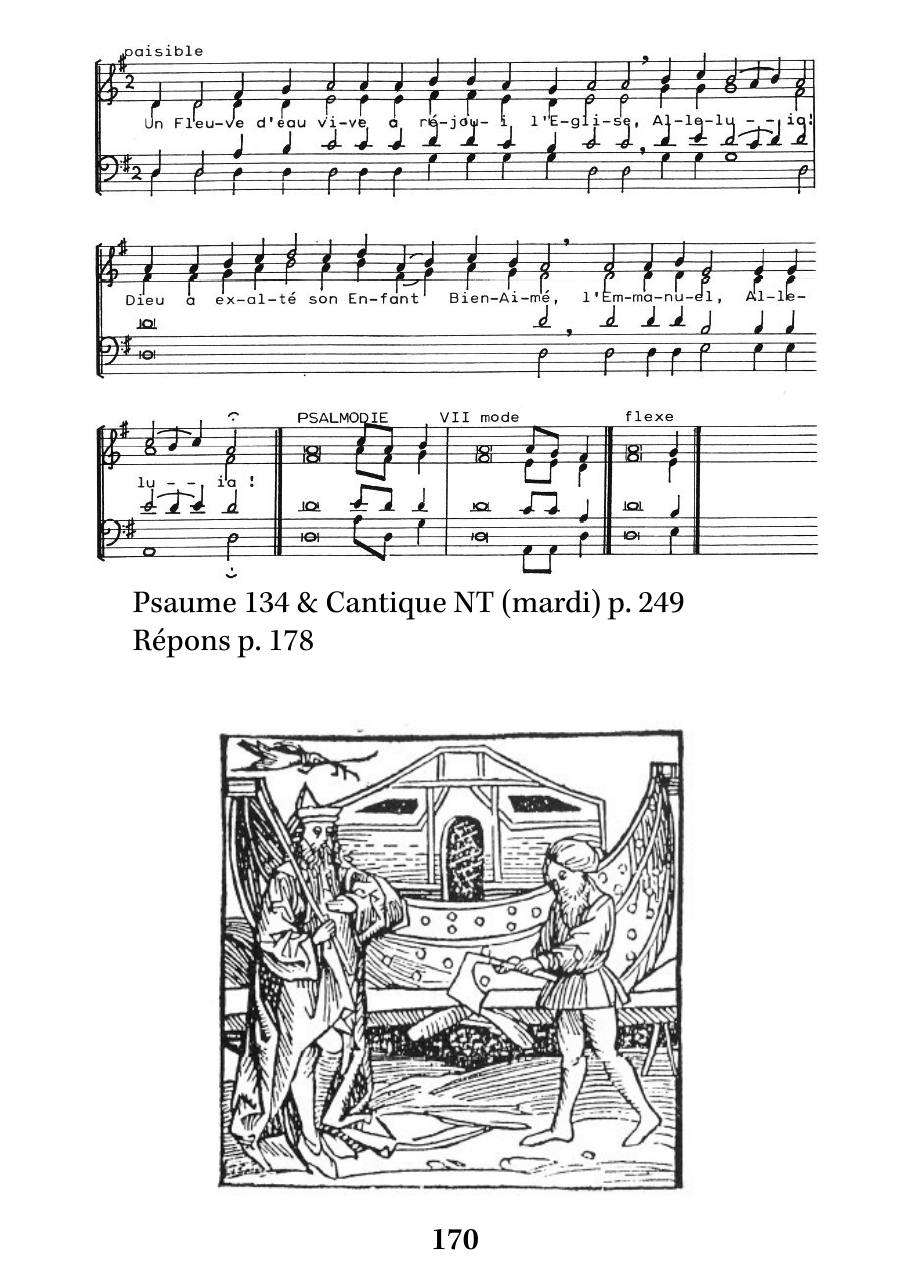 paisible
Un Fleu-ve d'eau vi-ve a ré-jou-i l'E-gli-se, Al-le-lu - - ia!
Dieu a ex-al-té son En-fant Bien-Ai-mé, l'Em-ma-nu-el, Al-le-
PSALMODIE VII mode flexe
lu - - ia !
Psaume 134 & Cantique NT (mardi) p. 249
Répons p. 178
170